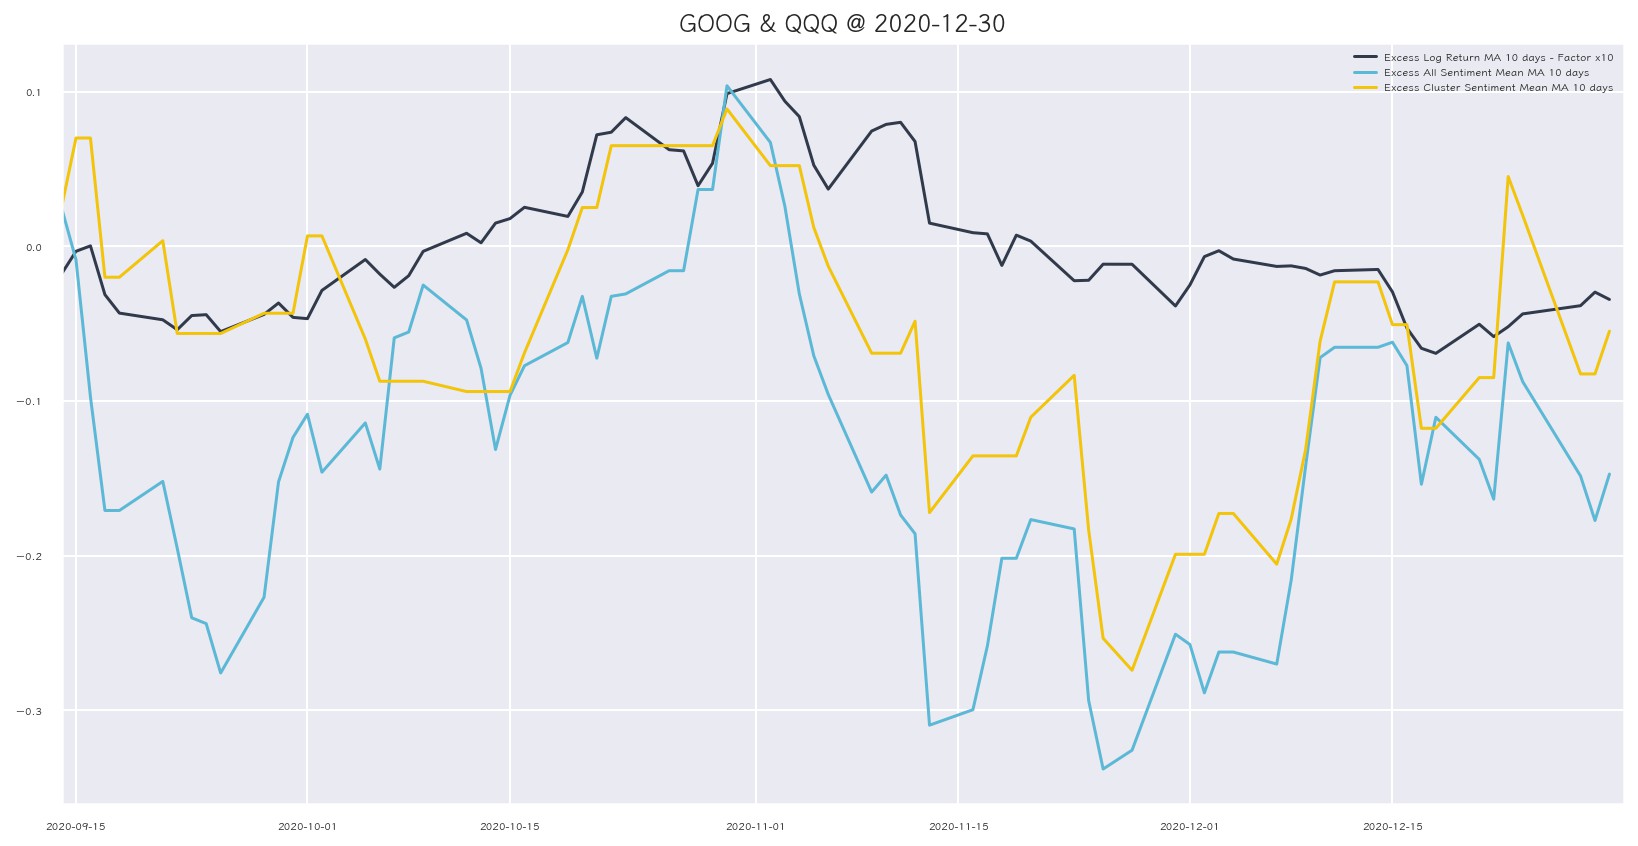 GOOG & QQQ @ 2020-12-30
Excess Log Return MA 10 days - Factor x10
Excess All Sentiment Mean MA 10 days
Excess Cluster Sentiment Mean MA 10 days
0.1
0.0
−0.1
−0.2
−0.3
2020-09-15 2020-10-01 2020-10-15 2020-11-01 2020-11-15 2020-12-01 2020-12-15